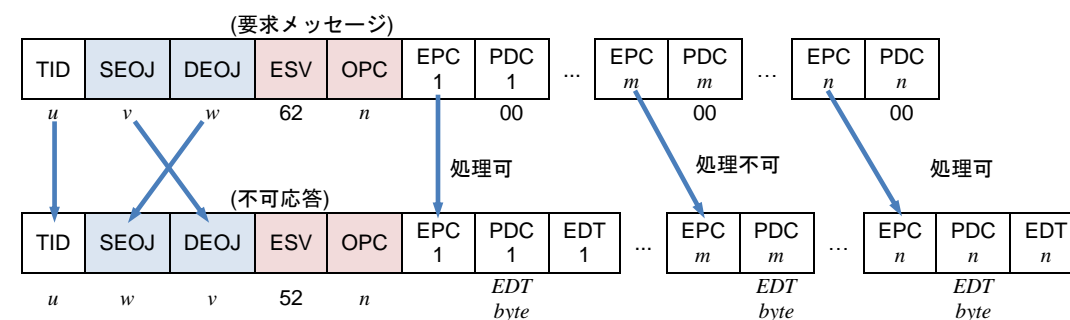 (要求メッセージ)
TID SEOJ DEOJ ESV OPC EPC 1 PDC 1 ... EPC m PDC m … EPC n PDC n
u v w 62 n 00 00 00
処理可 処理不可 処理可
(不可応答)
TID SEOJ DEOJ ESV OPC EPC 1 PDC 1 EDT 1 ... EPC m PDC m … EPC n PDC n EDT n
u w v 52 n EDT byte EDT byte EDT byte